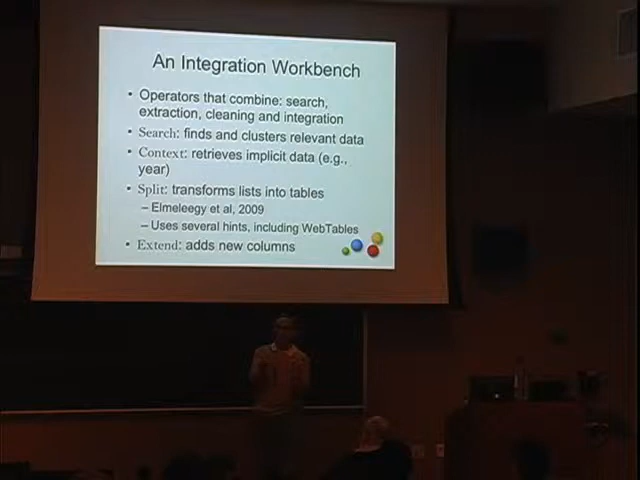 An Integration Workbench
• Operators that combine: search,
extraction, cleaning and integration
• Search: finds and clusters relevant data
• Context: retrieves implicit data (e.g.,
year)
• Split: transforms lists into tables
– Elmeleegy et al, 2009
– Uses several hints, including WebTables
• Extend: adds new columns